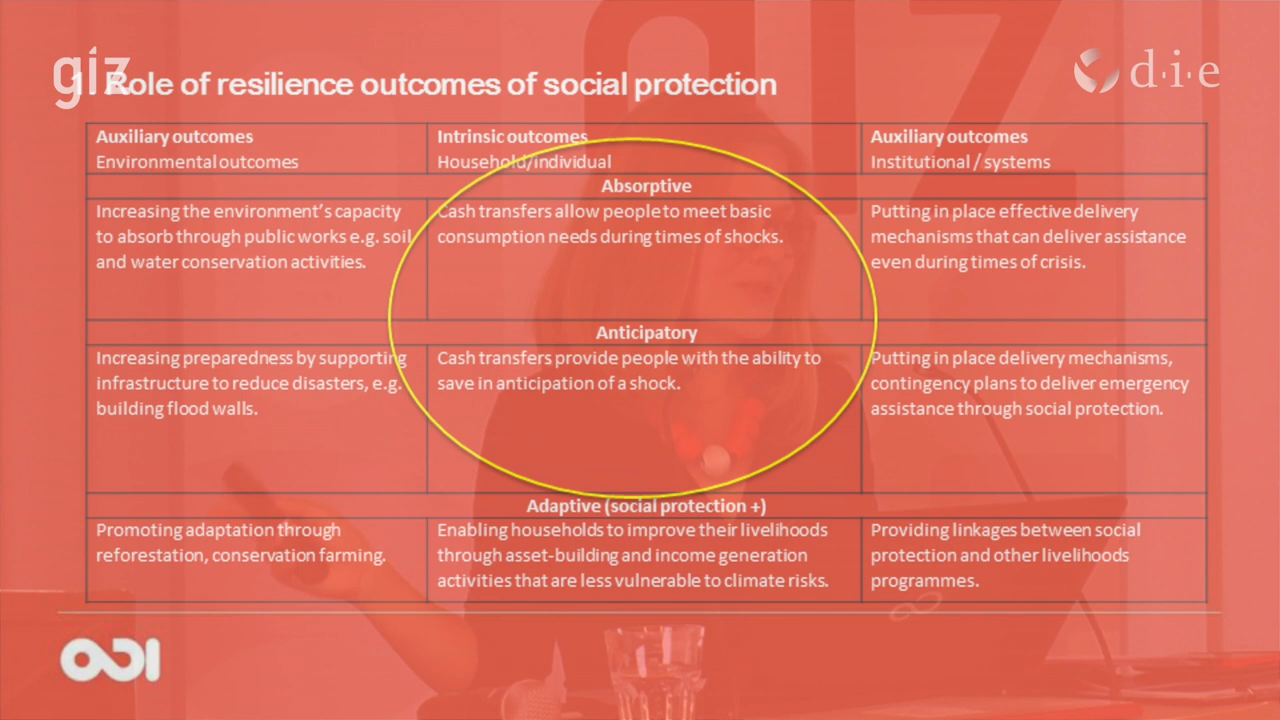 giz
1 Role of resilience outcomes of social protection
d·i·e
Auxiliary outcomes
Environmental outcomes
Intrinsic outcomes
Household/individual
Auxiliary outcomes
Institutional / systems
Absorptive
Increasing the environment's capacity
to absorb through public works e.g. soil
and water conservation activities.
Cash transfers allow people to meet basic
consumption needs during times of shocks.
Putting in place effective delivery
mechanisms that can deliver assistance
even during times of crisis.
Anticipatory
Increasing preparedness by supporting
infrastructure to reduce disasters, e.g.
building flood walls.
Cash transfers provide people with the ability to
save in anticipation of a shock.
Putting in place delivery mechanisms,
contingency plans to deliver emergency
assistance through social protection.
Adaptive (social protection +)
Promoting adaptation through
reforestation, conservation farming.
Enabling households to improve their livelihoods
through asset-building and income generation
activities that are less vulnerable to climate risks.
Providing linkages between social
protection and other livelihoods
programmes.
ODI